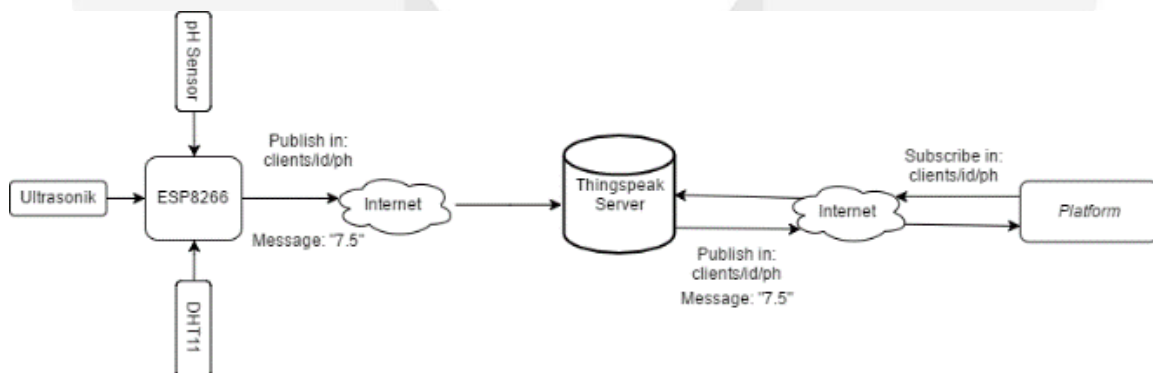 pH Sensor
Publish in:
clients/id/ph
Ultrasonik
ESP8266
Internet
Message: "7.5"
DHT11
Thingspeak
Server
Publish in:
clients/id/ph
Message: "7.5"
Internet
Subscribe in:
clients/id/ph
Platform